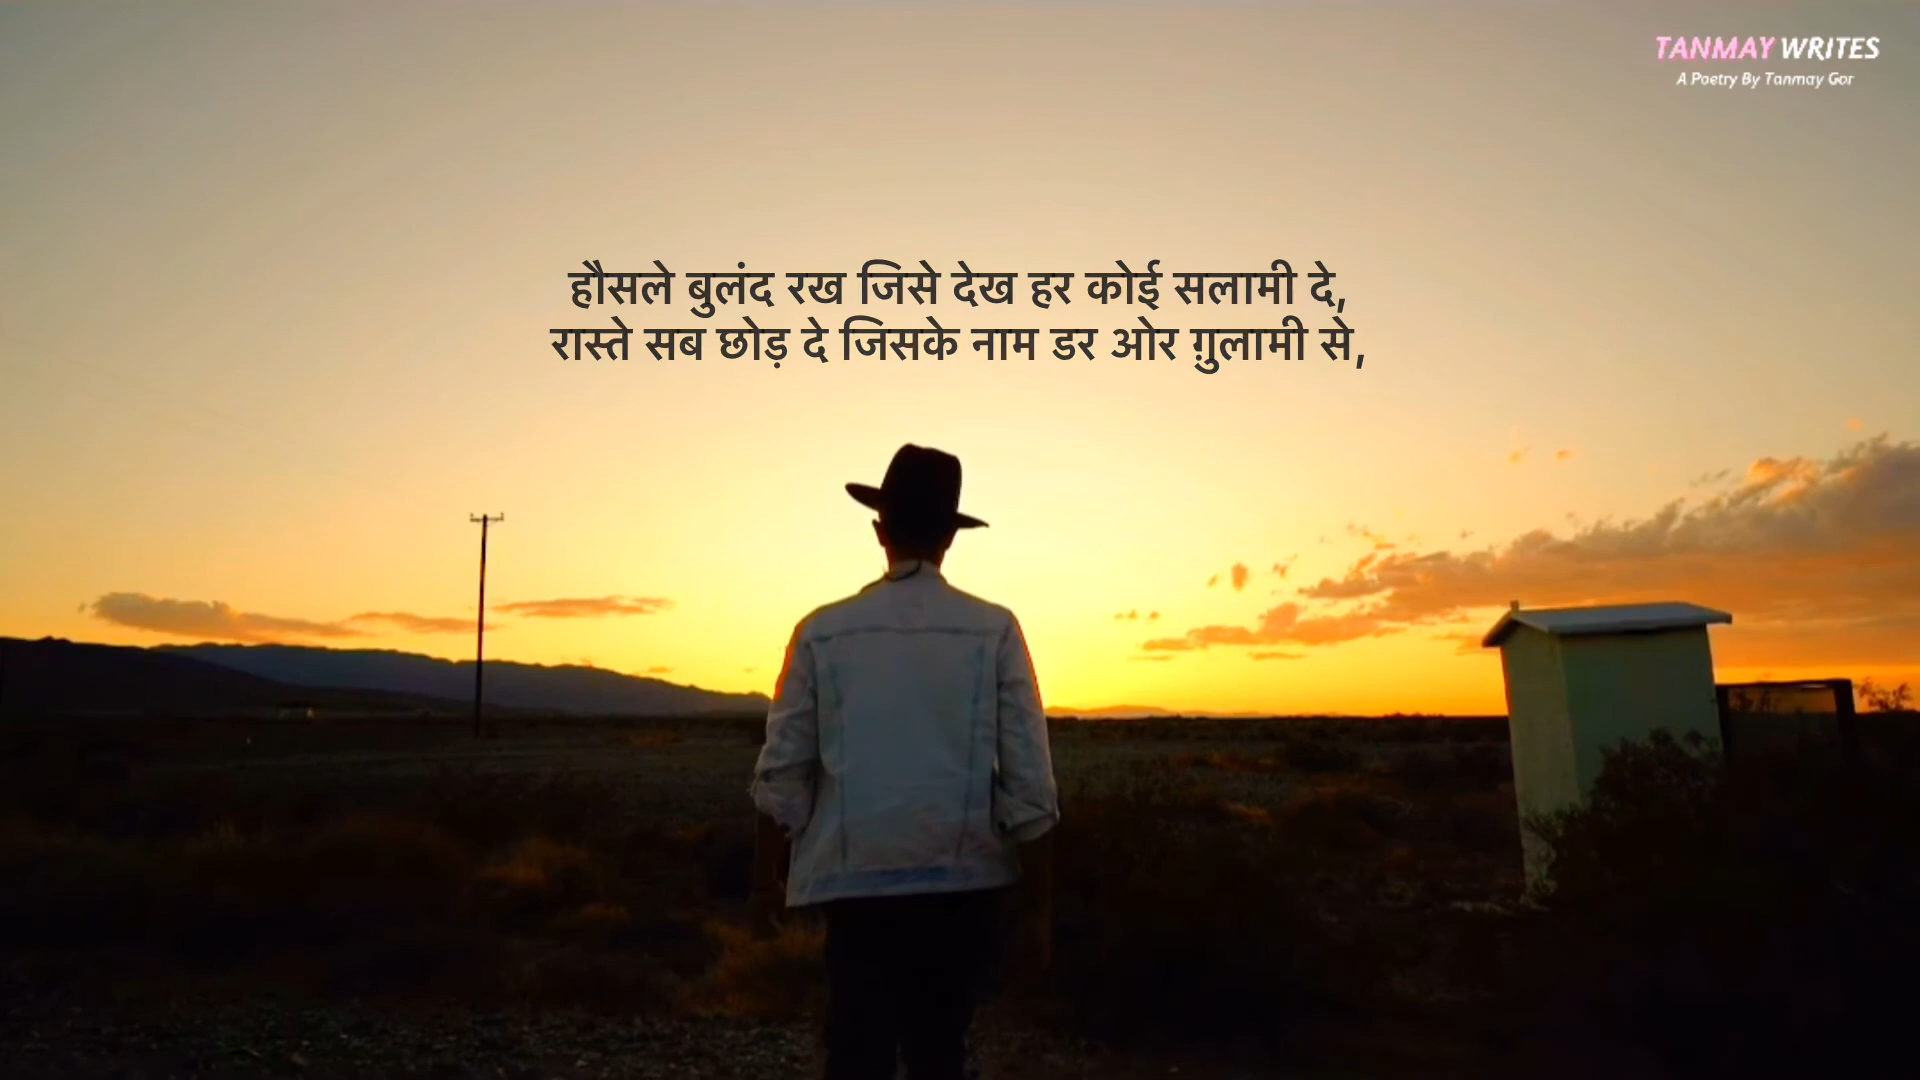 TANMAY WRITES
A Poetry By Tanmay Gor
हौसले बुलंद रख जिसे देख हर कोई सलामी दे,
रास्ते सब छोड़ दे जिसके नाम डर ओर ग़ुलामी से,